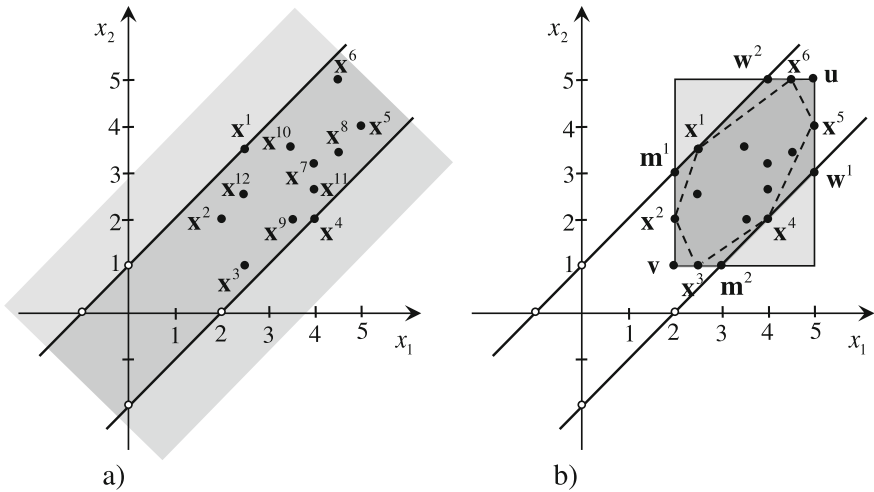 x₂
5
4
3
2
1
1
2
3
4
5
x₁
x⁶
x¹
x¹⁰
x⁸
x⁵
x⁷
x¹²
x¹¹
x²
x⁹
x⁴
x³
a)
x₂
5
4
3
2
1
1
2
3
4
5
x₁
w²
x⁶
u
x¹
x⁵
m¹
w¹
x²
x⁴
v
x³
m²
b)